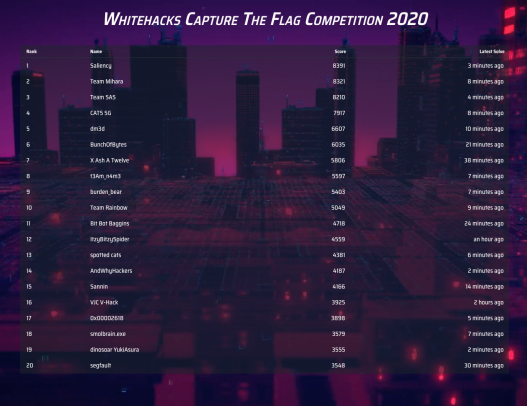 Whitehacks Capture The Flag Competition 2020
Rank Name Score Latest Solve
1 Saliency 8391 3 minutes ago
2 Team Mihara 8321 8 minutes ago
3 Team SAS 8210 4 minutes ago
4 CATS SG 7917 8 minutes ago
5 dm3d 6607 10 minutes ago
6 BunchOfBytes 6035 21 minutes ago
7 X Ash A Twelve 5806 38 minutes ago
8 t3Am_n4m3 5597 7 minutes ago
9 burden_bear 5403 7 minutes ago
10 Team Rainbow 5049 9 minutes ago
11 Bit Bot Baggins 4718 24 minutes ago
12 ItzyBitzySpider 4559 an hour ago
13 spotted cats 4381 6 minutes ago
14 AndWhyHackers 4187 2 minutes ago
15 Sannin 4166 14 minutes ago
16 VJC V-Hack 3925 2 hours ago
17 0x00002618 3898 5 minutes ago
18 smolbrain.exe 3579 7 minutes ago
19 dinosaur YukiAsura 3555 2 minutes ago
20 segfault 3548 30 minutes ago